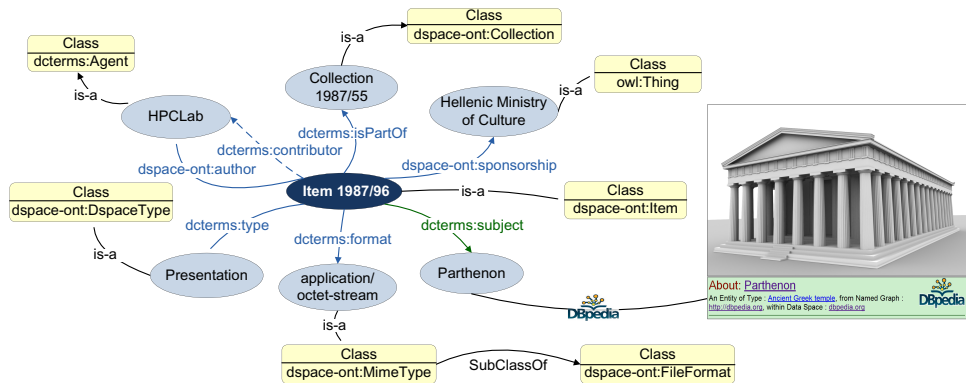 Class
dspace-ont:Collection
Class
dcterms:Agent
is-a
is-a
Collection
1987/55
Class
owl:Thing
is-a
Hellenic Ministry
of Culture
HPCLab
dcterms:isPartOf
dcterms:contributor
dspace-ont:author
dspace-ont:sponsorship
Item 1987/96
is-a
Class
dspace-ont:Item
Class
dspace-ont:DspaceType
dcterms:type
dcterms:format
dcterms:subject
is-a
Presentation
application/
octet-stream
Parthenon
DBpedia
About: Parthenon
An Entity of Type : Ancient Greek temple, from Named Graph :
http://dbpedia.org, within Data Space : dbpedia.org
DBpedia
is-a
Class
dspace-ont:MimeType
SubClassOf
Class
dspace-ont:FileFormat